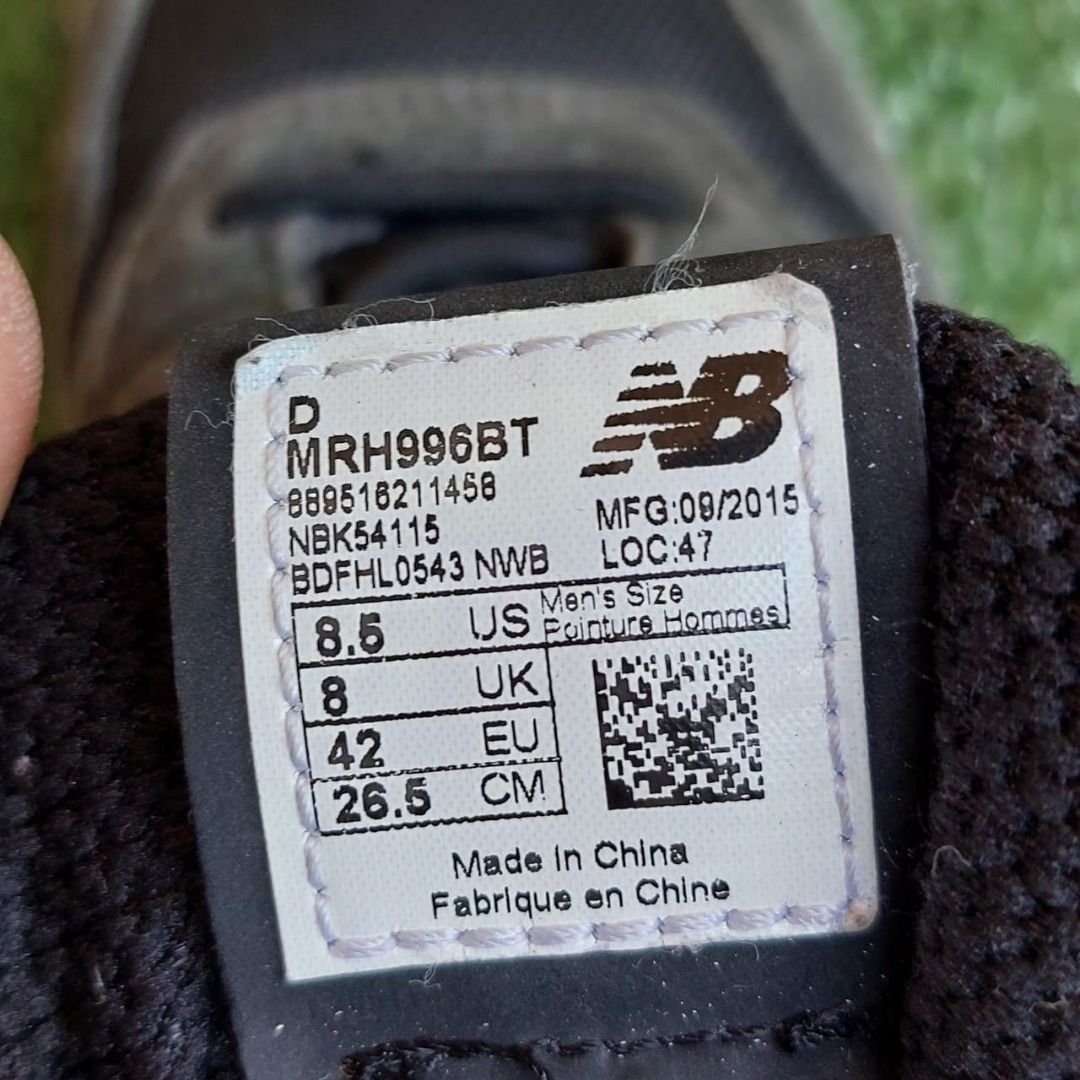 D
NB
MRH996BT
889516211458
NBK54115
MFG:09/2015
BDFHL0543 NWB
LOC:47
8.5 US
Men's Size
Pointure Hommes
8 UK
42 EU
26.5 CM
Made in China
Fabrique en Chine